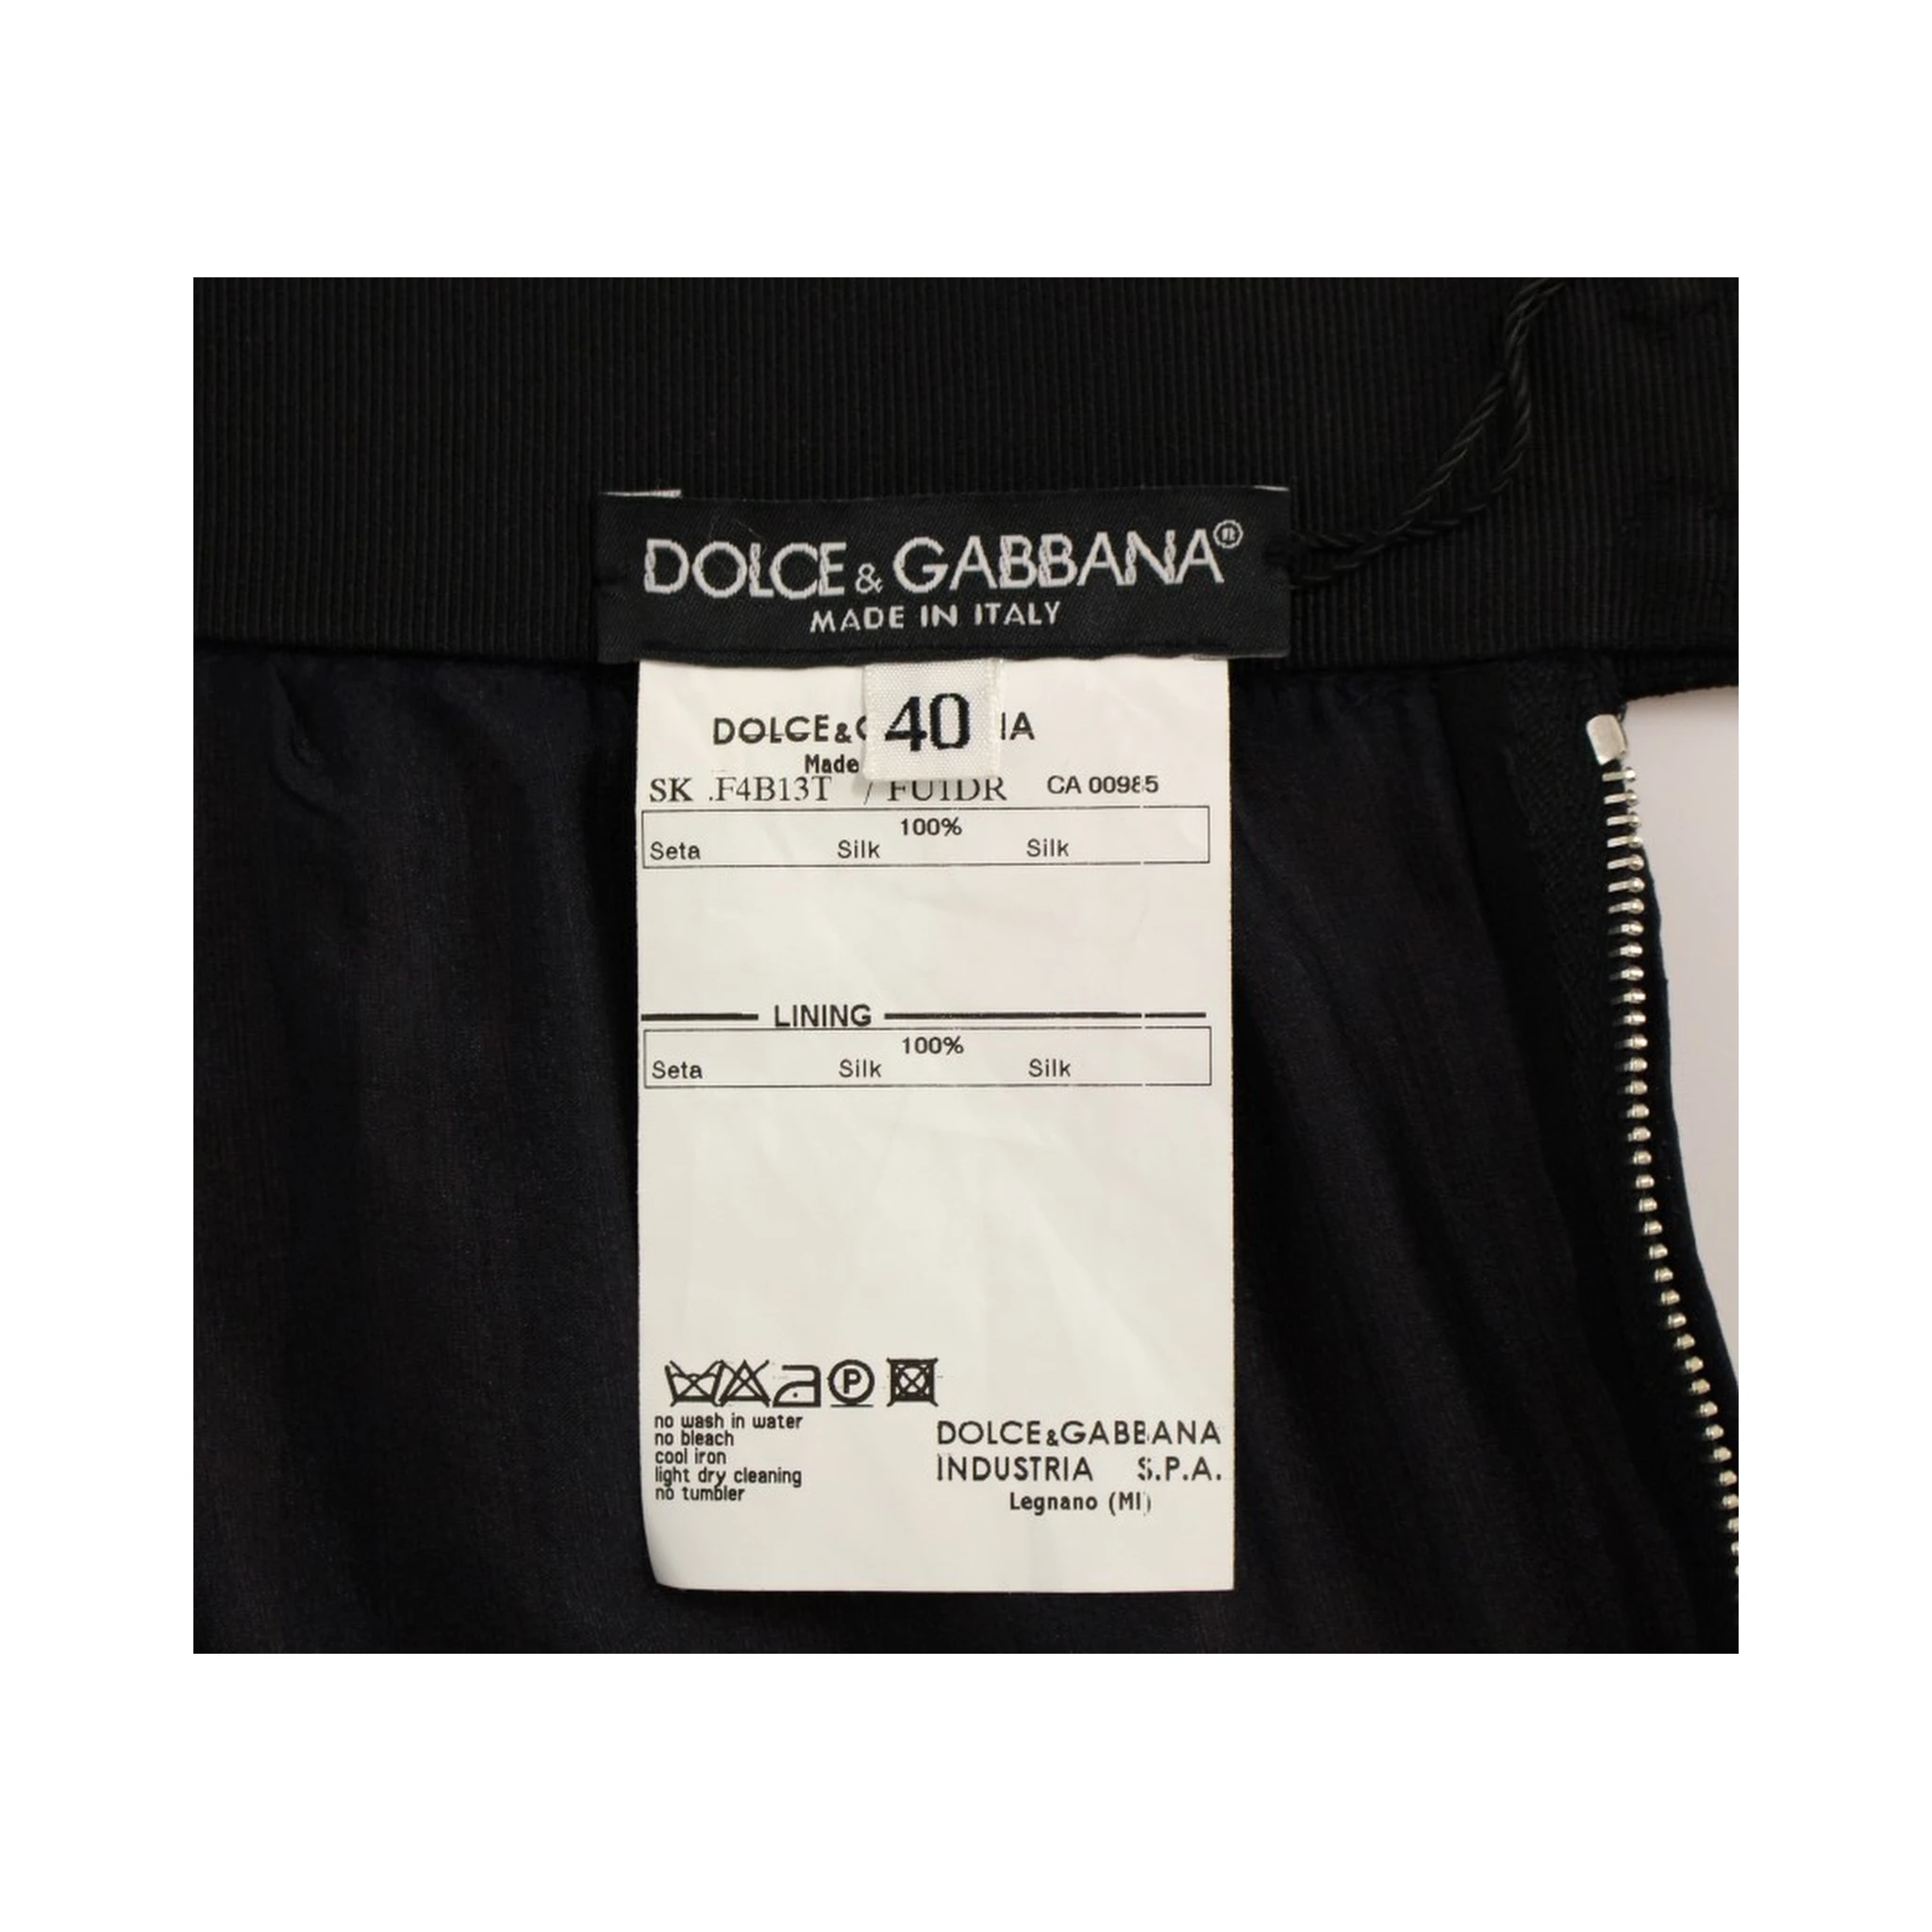 DOLCE & GABBANA®
MADE IN ITALY
40
DOLCE&
Made
SK .F4B13T / FU1DR CA 00985
100%
Seta Silk Silk
LINING
100%
Seta Silk Silk
P
no wash in water
no bleach
cool iron
light dry cleaning
no tumbler
DOLCE&GABBANA
INDUSTRIA S.P.A.
Legnano (MI)